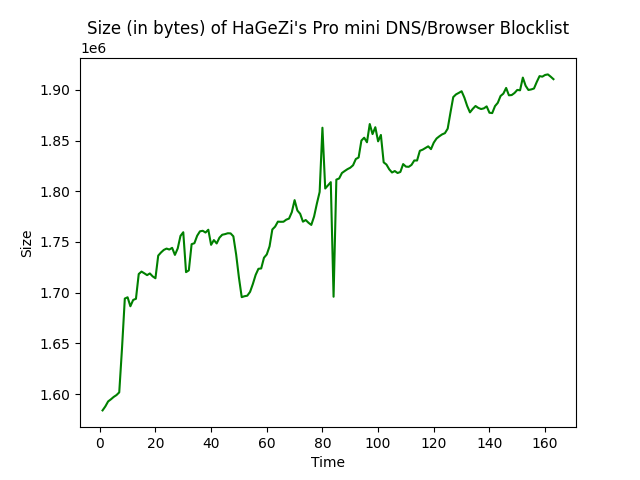 Size (in bytes) of HaGeZi's Pro mini DNS/Browser Blocklist
1e6
1.90
1.85
1.80
1.75
1.70
1.65
1.60
Size
0 20 40 60 80 100 120 140 160
Time